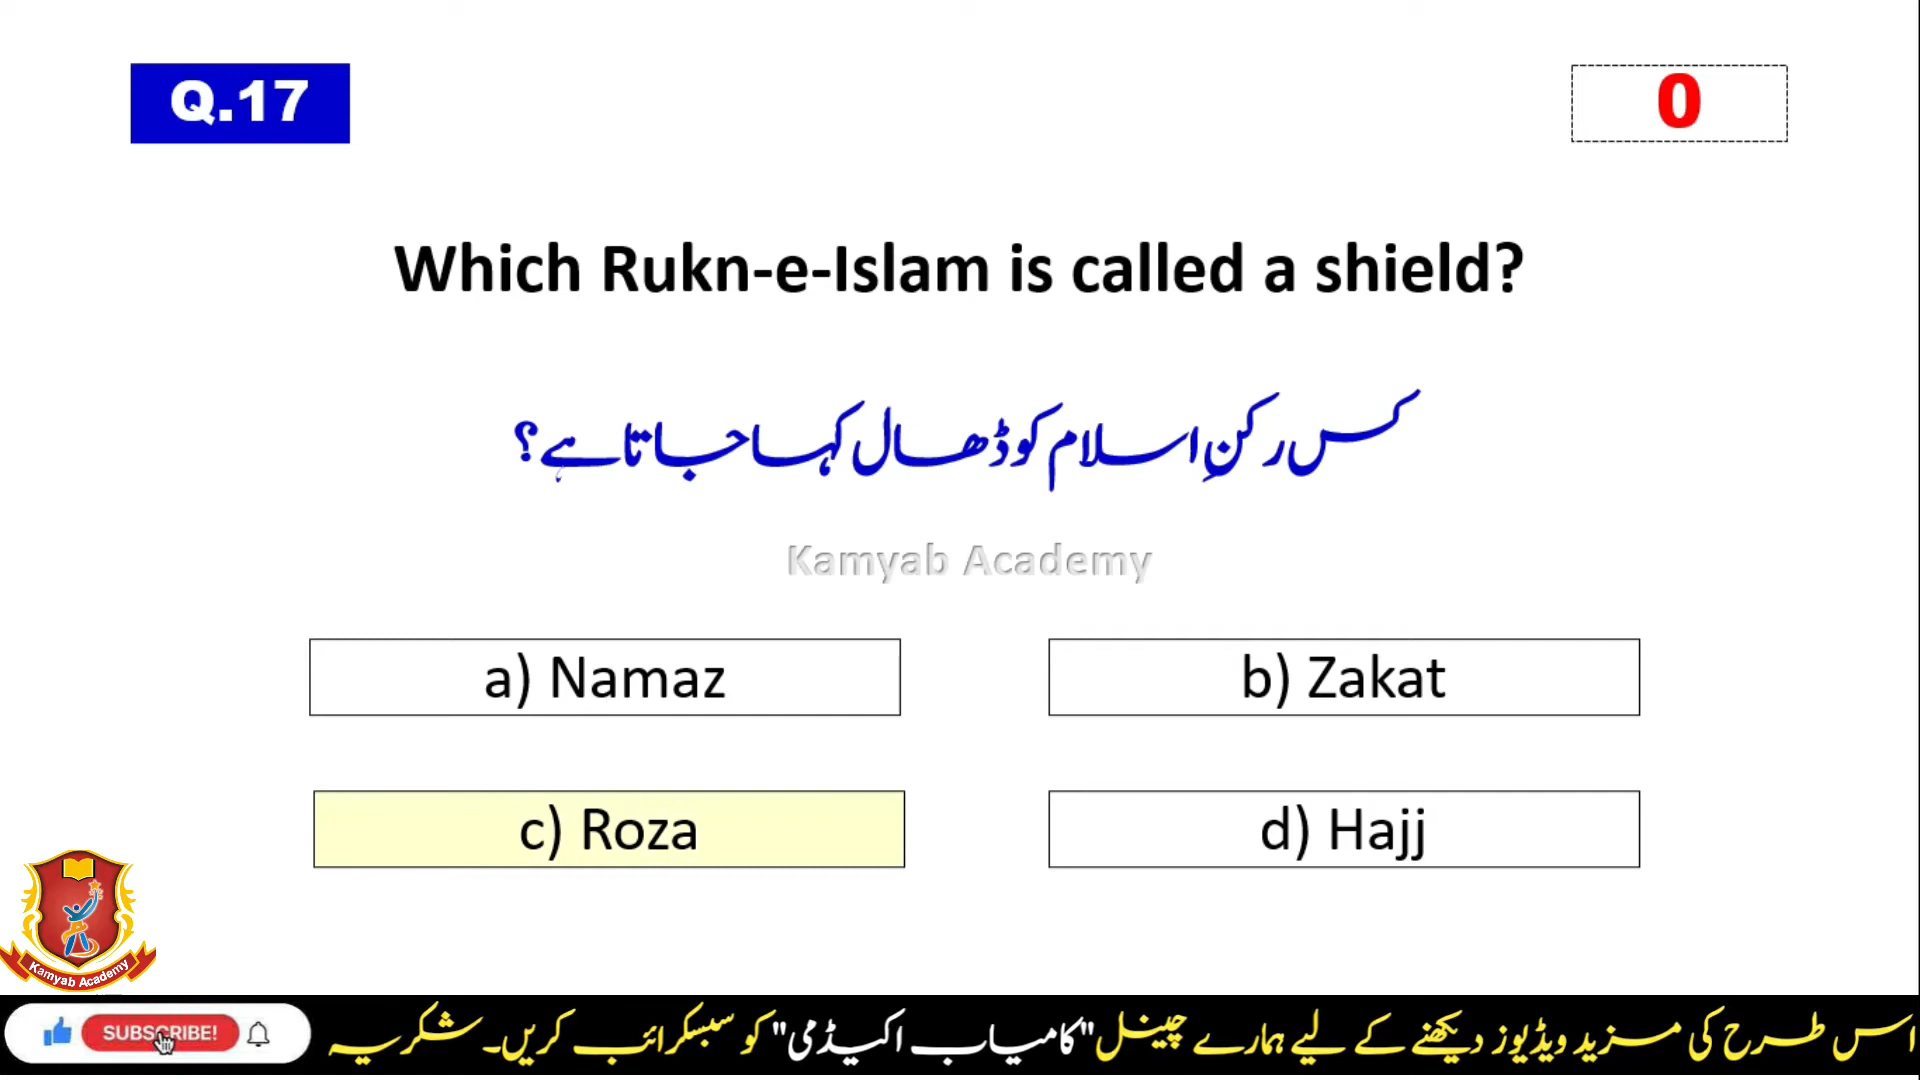 Q.17
0
Which Rukn-e-Islam is called a shield?
کس رکنِ اسلام کو ڈھال کہا جاتا ہے؟
Kamyab Academy
a) Namaz
b) Zakat
c) Roza
d) Hajj
Kamyab Academy
SUBSCRIBE!
اس طرح کی مزید ویڈیوز دیکھنے کے لیے ہمارے چینل "کامیاب اکیڈمی" کو سبسکرائب کریں۔ شکریہ